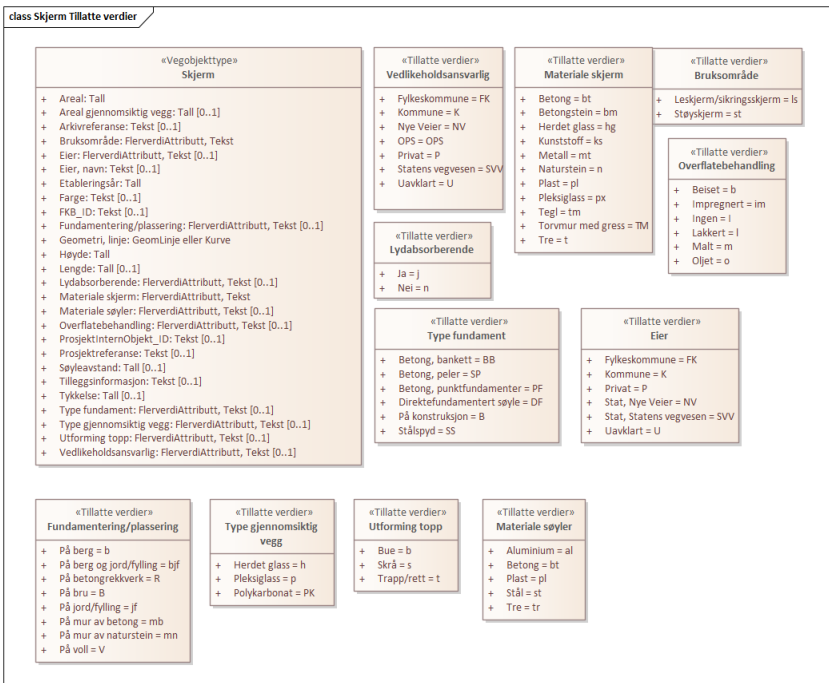 class Skjerm Tillatte verdier
«Vegobjekttype»
Skjerm
+ Areal: Tall
+ Areal gjennomsiktig vegg: Tall [0..1]
+ Arkivreferanse: Tekst [0..1]
+ Bruksområde: FlerverdiAttributt, Tekst
+ Eier: FlerverdiAttributt, Tekst [0..1]
+ Eier, navn: Tekst [0..1]
+ Etableringsår: Tall
+ Farge: Tekst [0..1]
+ FKB_ID: Tekst [0..1]
+ Fundamentering/plassering: FlerverdiAttributt, Tekst [0..1]
+ Geometri, linje: GeomLinje eller Kurve
+ Høyde: Tall
+ Lengde: Tall [0..1]
+ Lydabsorberende: FlerverdiAttributt, Tekst [0..1]
+ Materiale skjerm: FlerverdiAttributt, Tekst
+ Materiale søyler: FlerverdiAttributt, Tekst [0..1]
+ Overflatebehandling: FlerverdiAttributt, Tekst [0..1]
+ ProsjektInternObjekt_ID: Tekst [0..1]
+ Prosjektreferanse: Tekst [0..1]
+ Søyleavstand: Tall [0..1]
+ Tilleggsinformasjon: Tekst [0..1]
+ Tykkelse: Tall [0..1]
+ Type fundament: FlerverdiAttributt, Tekst [0..1]
+ Type gjennomsiktig vegg: FlerverdiAttributt, Tekst [0..1]
+ Utforming topp: FlerverdiAttributt, Tekst [0..1]
+ Vedlikeholdsansvarlig: FlerverdiAttributt, Tekst [0..1]
«Tillatte verdier»
Vedlikeholdsansvarlig
+ Fylkeskommune = FK
+ Kommune = K
+ Nye Veier = NV
+ OPS = OPS
+ Privat = P
+ Statens vegvesen = SVV
+ Uavklart = U
«Tillatte verdier»
Materiale skjerm
+ Betong = bt
+ Betongstein = bm
+ Herdet glass = hg
+ Kunststoff = ks
+ Metall = mt
+ Naturstein = n
+ Plast = pl
+ Pleksiglass = px
+ Tegl = tm
+ Torvmur med gress = TM
+ Tre = t
«Tillatte verdier»
Bruksområde
+ Leskjerm/sikringsskjerm = ls
+ Støyskjerm = st
«Tillatte verdier»
Overflatebehandling
+ Beiset = b
+ Impregnert = im
+ Ingen = I
+ Lakkert = l
+ Malt = m
+ Oljet = o
«Tillatte verdier»
Lydabsorberende
+ Ja = j
+ Nei = n
«Tillatte verdier»
Type fundament
+ Betong, bankett = BB
+ Betong, peler = SP
+ Betong, punktfundamenter = PF
+ Direktefundamentert søyle = DF
+ På konstruksjon = B
+ Stålspyd = SS
«Tillatte verdier»
Eier
+ Fylkeskommune = FK
+ Kommune = K
+ Privat = P
+ Stat, Nye Veier = NV
+ Stat, Statens vegvesen = SVV
+ Uavklart = U
«Tillatte verdier»
Fundamentering/plassering
+ På berg = b
+ På berg og jord/fylling = bjf
+ På betongrekkverk = R
+ På bru = B
+ På jord/fylling = jf
+ På mur av betong = mb
+ På mur av naturstein = mn
+ På voll = V
«Tillatte verdier»
Type gjennomsiktig
vegg
+ Herdet glass = h
+ Pleksiglass = p
+ Polykarbonat = PK
«Tillatte verdier»
Utforming topp
+ Bue = b
+ Skrå = s
+ Trapp/rett = t
«Tillatte verdier»
Materiale søyler
+ Aluminium = al
+ Betong = bt
+ Plast = pl
+ Stål = st
+ Tre = tr